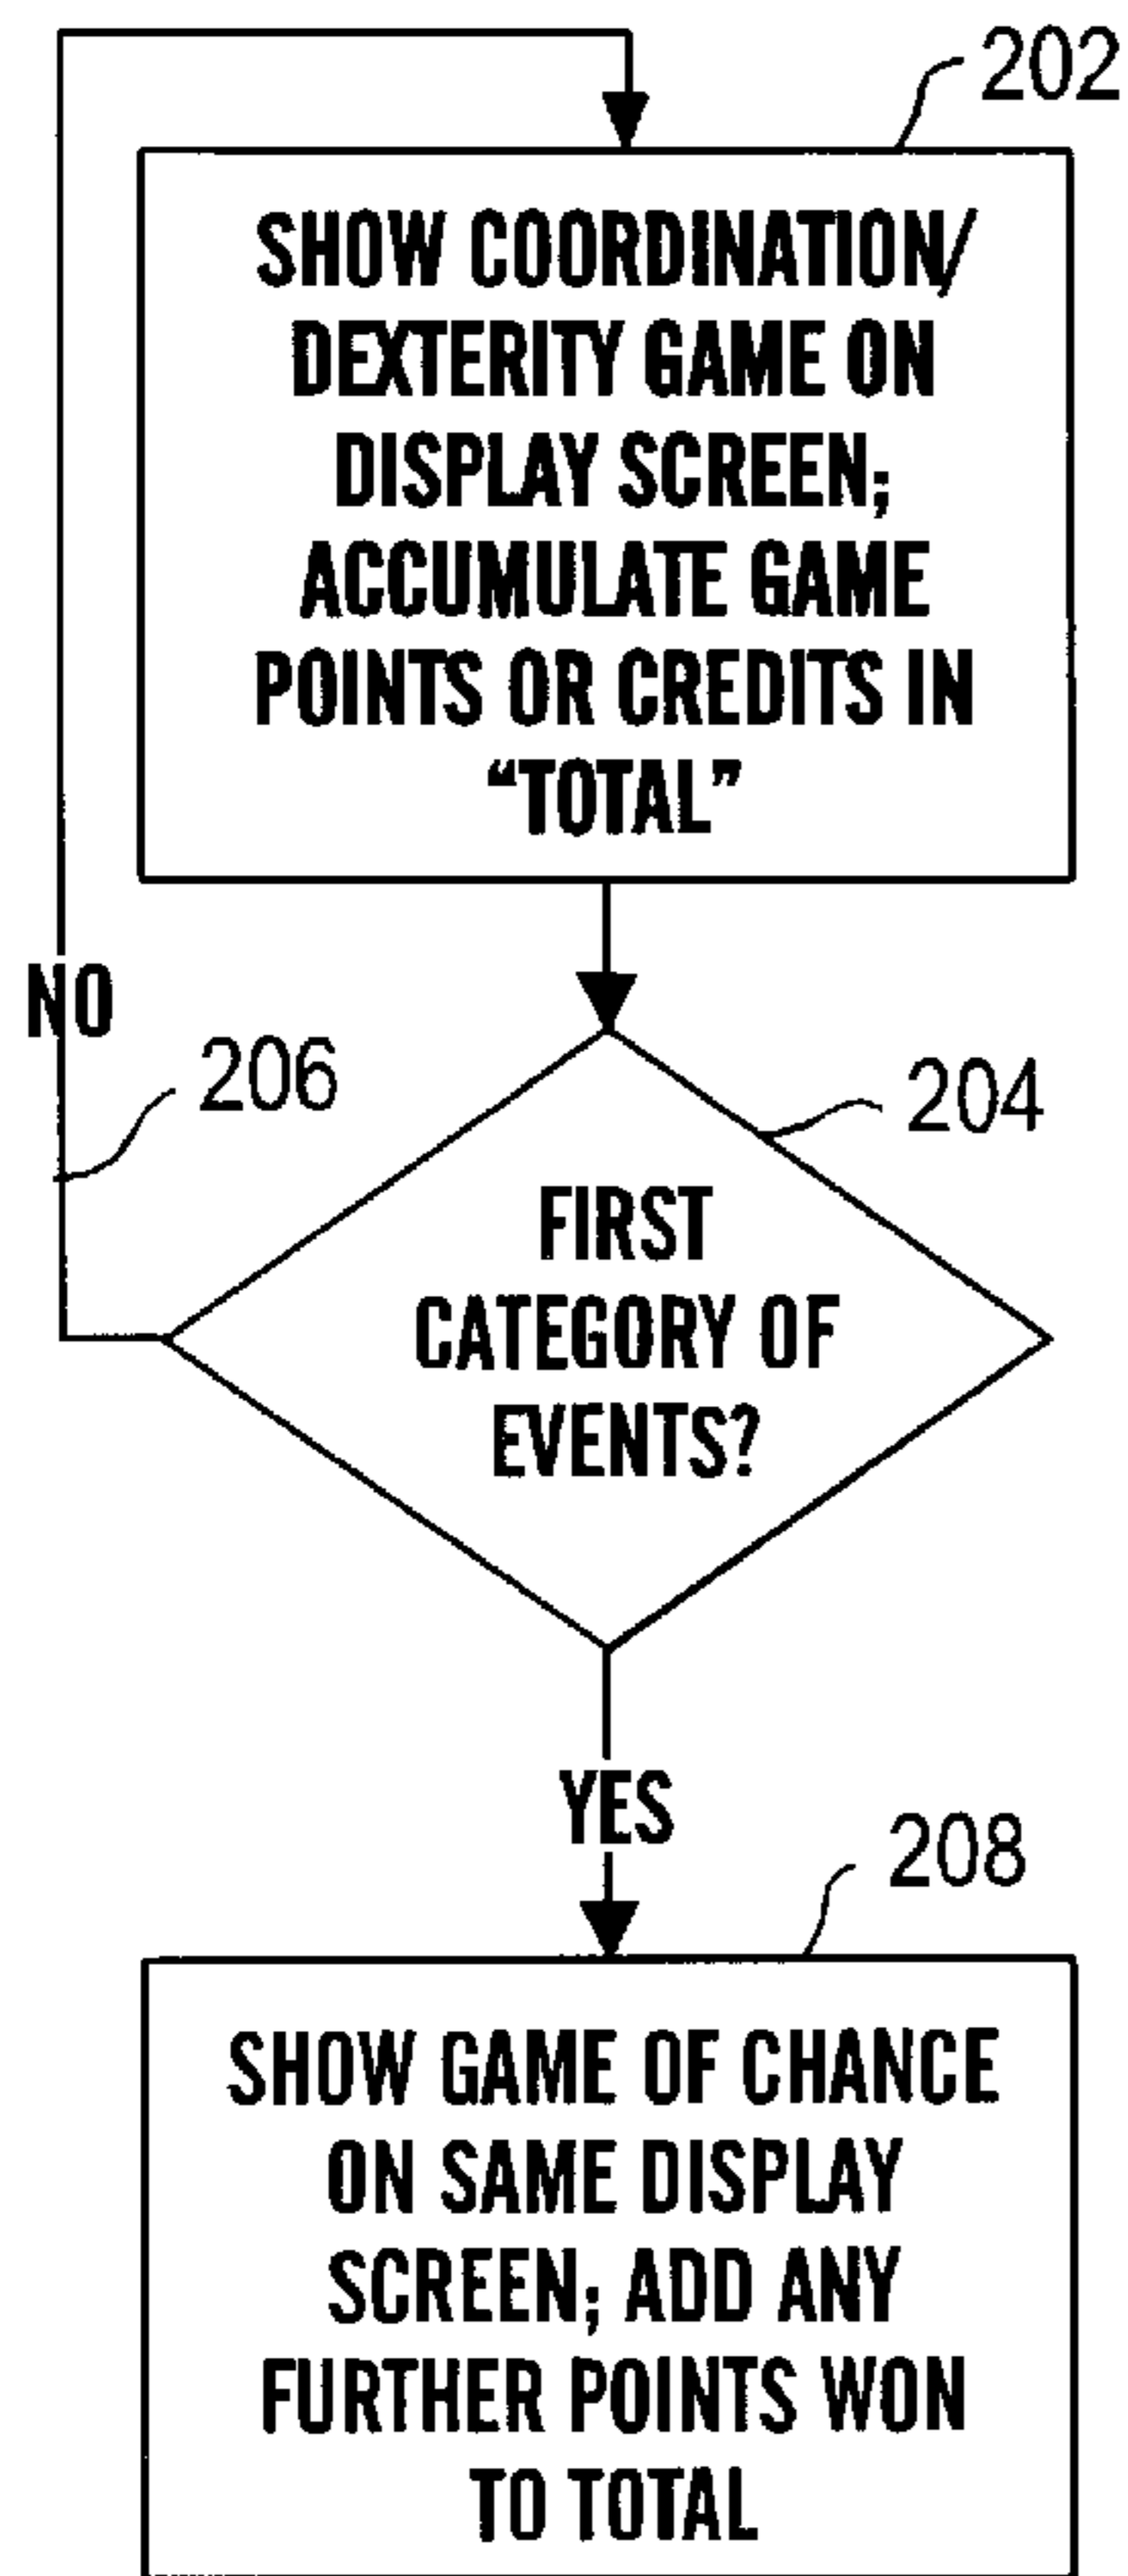 202
SHOW COORDINATION/
DEXTERITY GAME ON
DISPLAY SCREEN;
ACCUMULATE GAME
POINTS OR CREDITS IN
“TOTAL”
NO
206
204
FIRST
CATEGORY OF
EVENTS?
YES
208
SHOW GAME OF CHANCE
ON SAME DISPLAY
SCREEN; ADD ANY
FURTHER POINTS WON
TO TOTAL